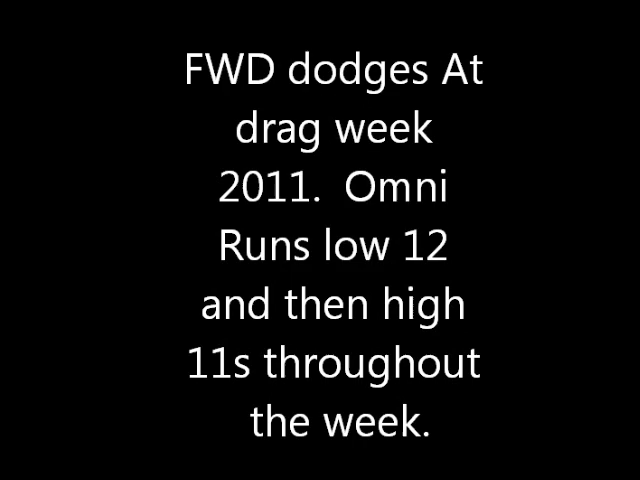 FWD dodges At
drag week
2011.  Omni
Runs low 12
and then high
11s throughout
the week.